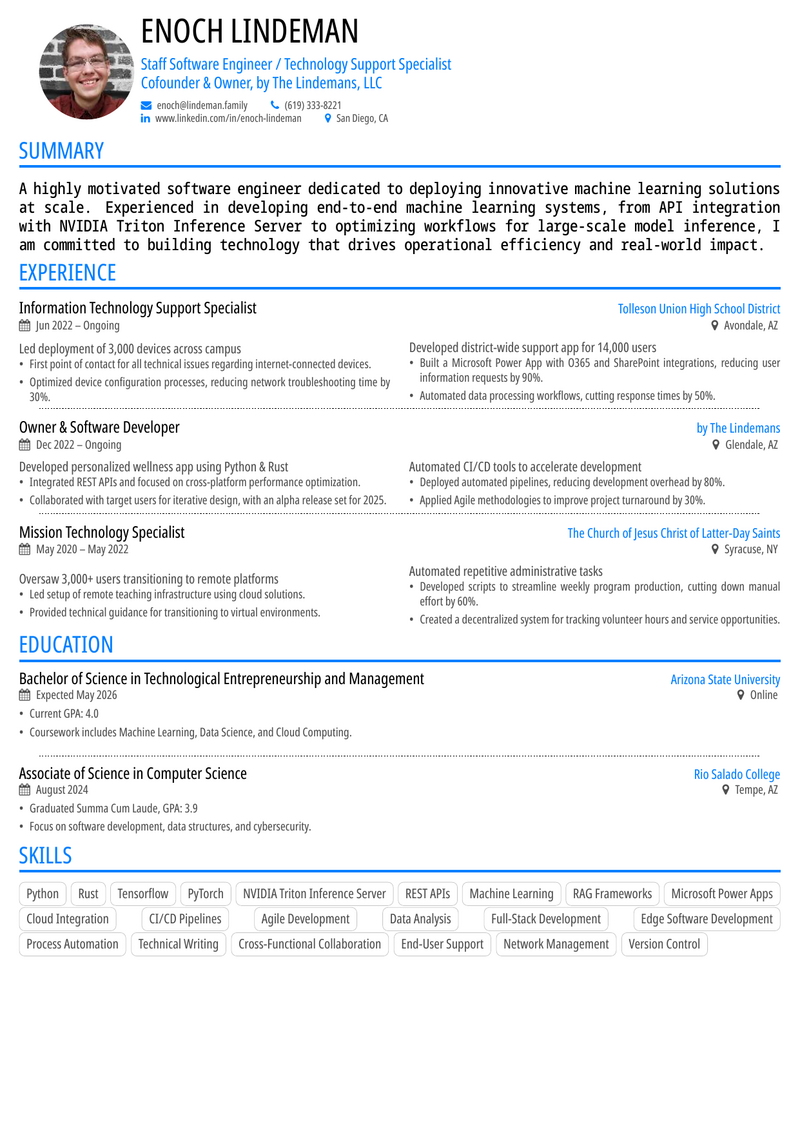 ENOCH LINDEMAN
Staff Software Engineer / Technology Support Specialist
Cofounder & Owner, by The Lindemans, LLC
enoch@lindeman.family (619) 333-8221
www.linkedin.com/in/enoch-lindeman San Diego, CA
SUMMARY
A highly motivated software engineer dedicated to deploying innovative machine learning solutions
at scale. Experienced in developing end-to-end machine learning systems, from API integration
with NVIDIA Triton Inference Server to optimizing workflows for large-scale model inference, I
am committed to building technology that drives operational efficiency and real-world impact.
EXPERIENCE
Information Technology Support Specialist Tolleson Union High School District
Jun 2022 – Ongoing Avondale, AZ
Led deployment of 3,000 devices across campus
• First point of contact for all technical issues regarding internet-connected devices.
• Optimized device configuration processes, reducing network troubleshooting time by
30%.
Developed district-wide support app for 14,000 users
• Built a Microsoft Power App with O365 and SharePoint integrations, reducing user
information requests by 90%.
• Automated data processing workflows, cutting response times by 50%.
Owner & Software Developer by The Lindemans
Dec 2022 – Ongoing Glendale, AZ
Developed personalized wellness app using Python & Rust
• Integrated REST APIs and focused on cross-platform performance optimization.
• Collaborated with target users for iterative design, with an alpha release set for 2025.
Automated CI/CD tools to accelerate development
• Deployed automated pipelines, reducing development overhead by 80%.
• Applied Agile methodologies to improve project turnaround by 30%.
Mission Technology Specialist The Church of Jesus Christ of Latter-Day Saints
May 2020 – May 2022 Syracuse, NY
Oversaw 3,000+ users transitioning to remote platforms
• Led setup of remote teaching infrastructure using cloud solutions.
• Provided technical guidance for transitioning to virtual environments.
Automated repetitive administrative tasks
• Developed scripts to streamline weekly program production, cutting down manual
effort by 60%.
• Created a decentralized system for tracking volunteer hours and service opportunities.
EDUCATION
Bachelor of Science in Technological Entrepreneurship and Management Arizona State University
Expected May 2026 Online
• Current GPA: 4.0
• Coursework includes Machine Learning, Data Science, and Cloud Computing.
Associate of Science in Computer Science Rio Salado College
August 2024 Tempe, AZ
• Graduated Summa Cum Laude, GPA: 3.9
• Focus on software development, data structures, and cybersecurity.
SKILLS
Python Rust Tensorflow PyTorch NVIDIA Triton Inference Server REST APIs Machine Learning RAG Frameworks Microsoft Power Apps
Cloud Integration CI/CD Pipelines Agile Development Data Analysis Full-Stack Development Edge Software Development
Process Automation Technical Writing Cross-Functional Collaboration End-User Support Network Management Version Control